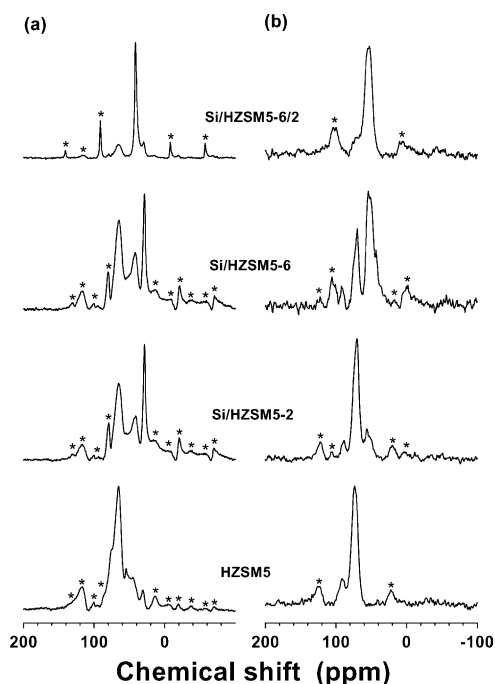 (a) (b)
Si/HZSM5-6/2
Si/HZSM5-6
Si/HZSM5-2
HZSM5
200 100 0 200 100 0 -100
Chemical shift (ppm)